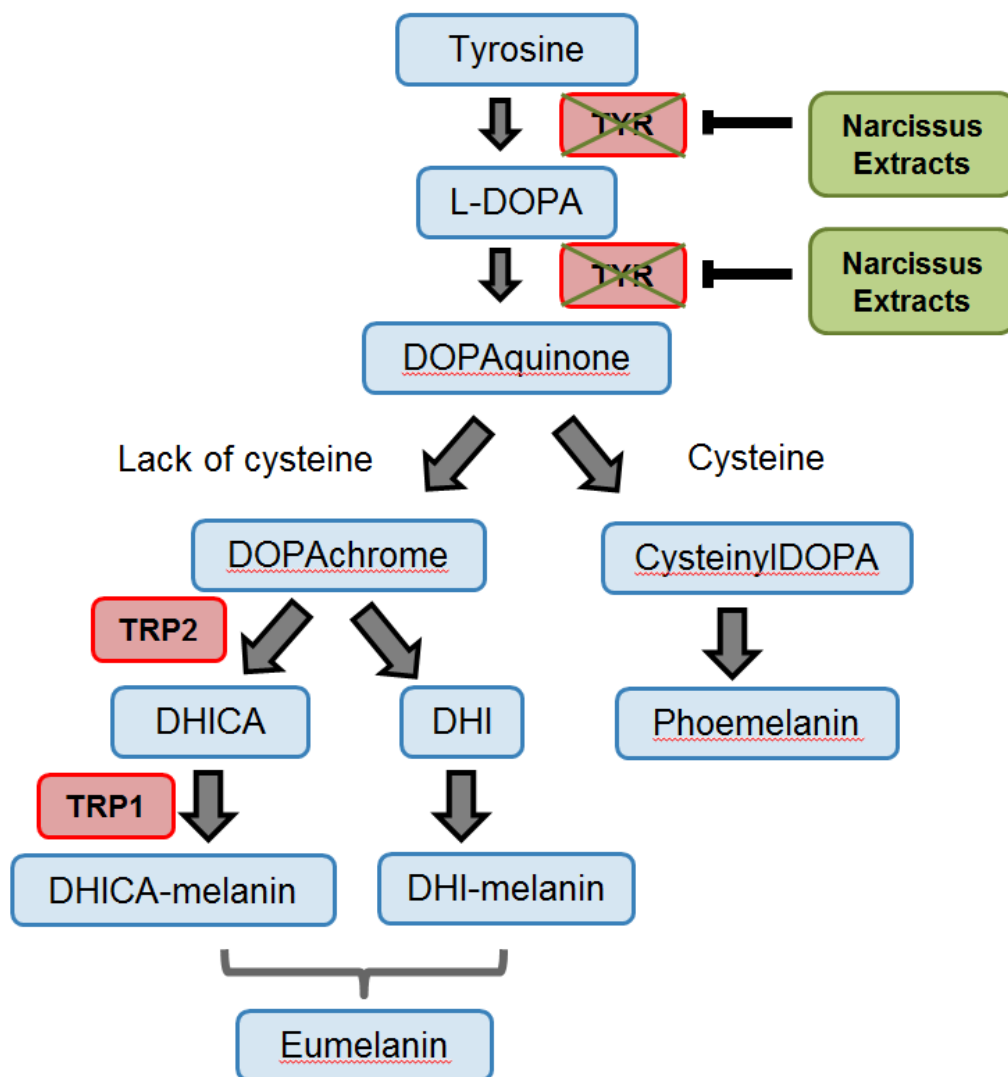 Tyrosine
TYR
Narcissus
Extracts
L-DOPA
TYR
Narcissus
Extracts
DOPAquinone
Lack of cysteine
Cysteine
DOPAchrome
CysteinylDOPA
TRP2
DHICA
DHI
Phoemelanin
TRP1
DHICA-melanin
DHI-melanin
Eumelanin